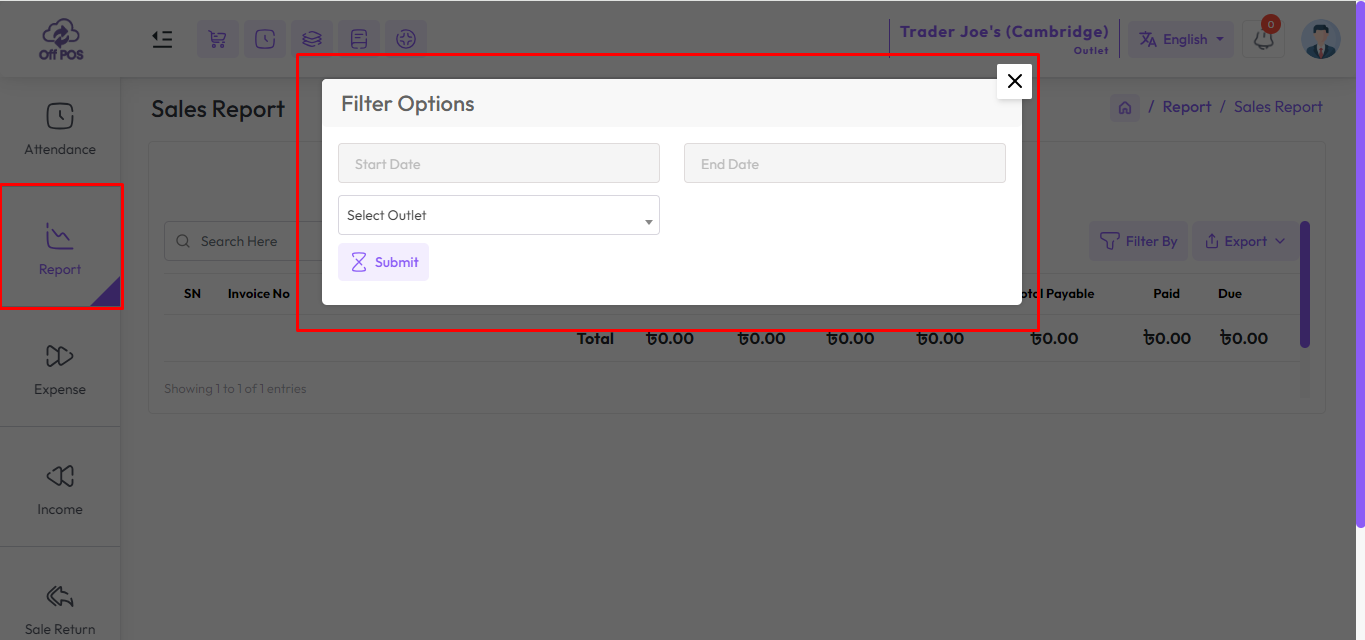 Off POS
Trader Joe's (Cambridge)
Outlet
English
0
Attendance
Report
Expense
Income
Sale Return
Sales Report
/ Report / Sales Report
Filter Options
Start Date
End Date
Select Outlet
Submit
Search Here
Filter By
Export
SN Invoice No Payable Paid Due
Total ৳0.00 ৳0.00 ৳0.00 ৳0.00 ৳0.00 ৳0.00 ৳0.00
Showing 1 to 1 of 1 entries